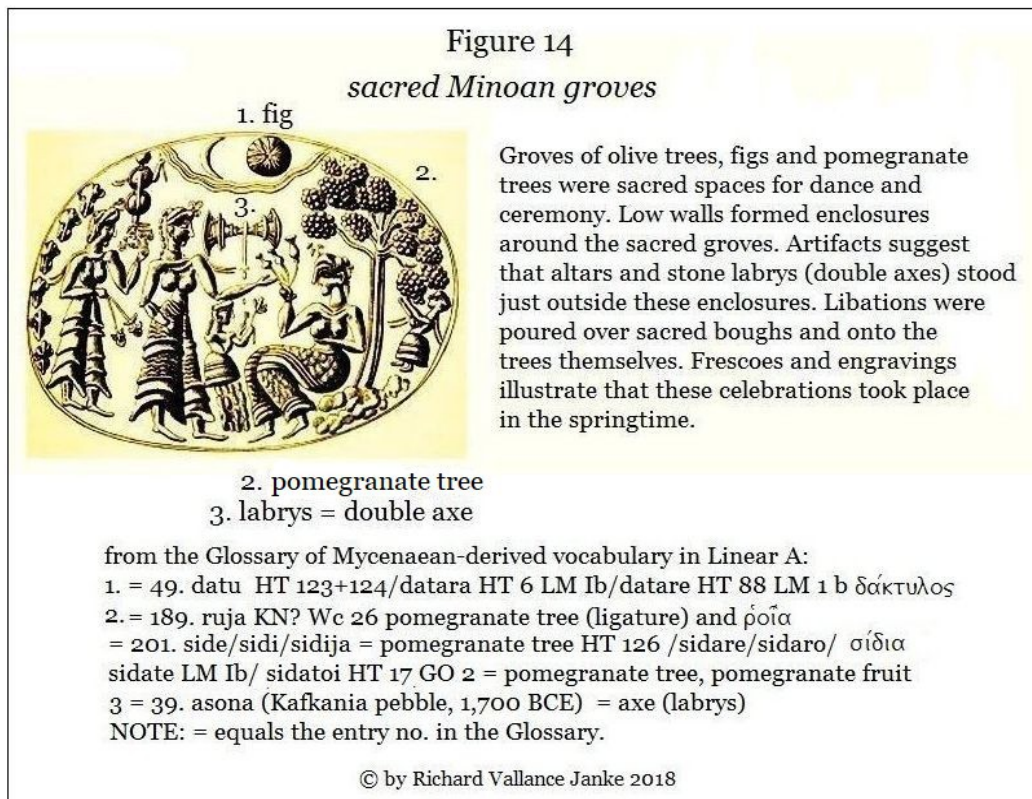 Figure 14
sacred Minoan groves
1. fig
2.
3.
Groves of olive trees, figs and pomegranate
trees were sacred spaces for dance and
ceremony. Low walls formed enclosures
around the sacred groves. Artifacts suggest
that altars and stone labrys (double axes) stood
just outside these enclosures. Libations were
poured over sacred boughs and onto the
trees themselves. Frescoes and engravings
illustrate that these celebrations took place
in the springtime.
2. pomegranate tree
3. labrys = double axe
from the Glossary of Mycenaean-derived vocabulary in Linear A:
1. = 49. datu HT 123+124/datara HT 6 LM Ib/datare HT 88 LM 1 b δάκτυλος
2. = 189. ruja KN? Wc 26 pomegranate tree (ligature) and ῥοῖα
= 201. side/sidi/sidija = pomegranate tree HT 126 /sidare/sidaro/ σίδια
sidate LM Ib/ sidatoi HT 17 GO 2 = pomegranate tree, pomegranate fruit
3 = 39. asona (Kafkania pebble, 1,700 BCE) = axe (labrys)
NOTE: = equals the entry no. in the Glossary.
© by Richard Vallance Janke 2018